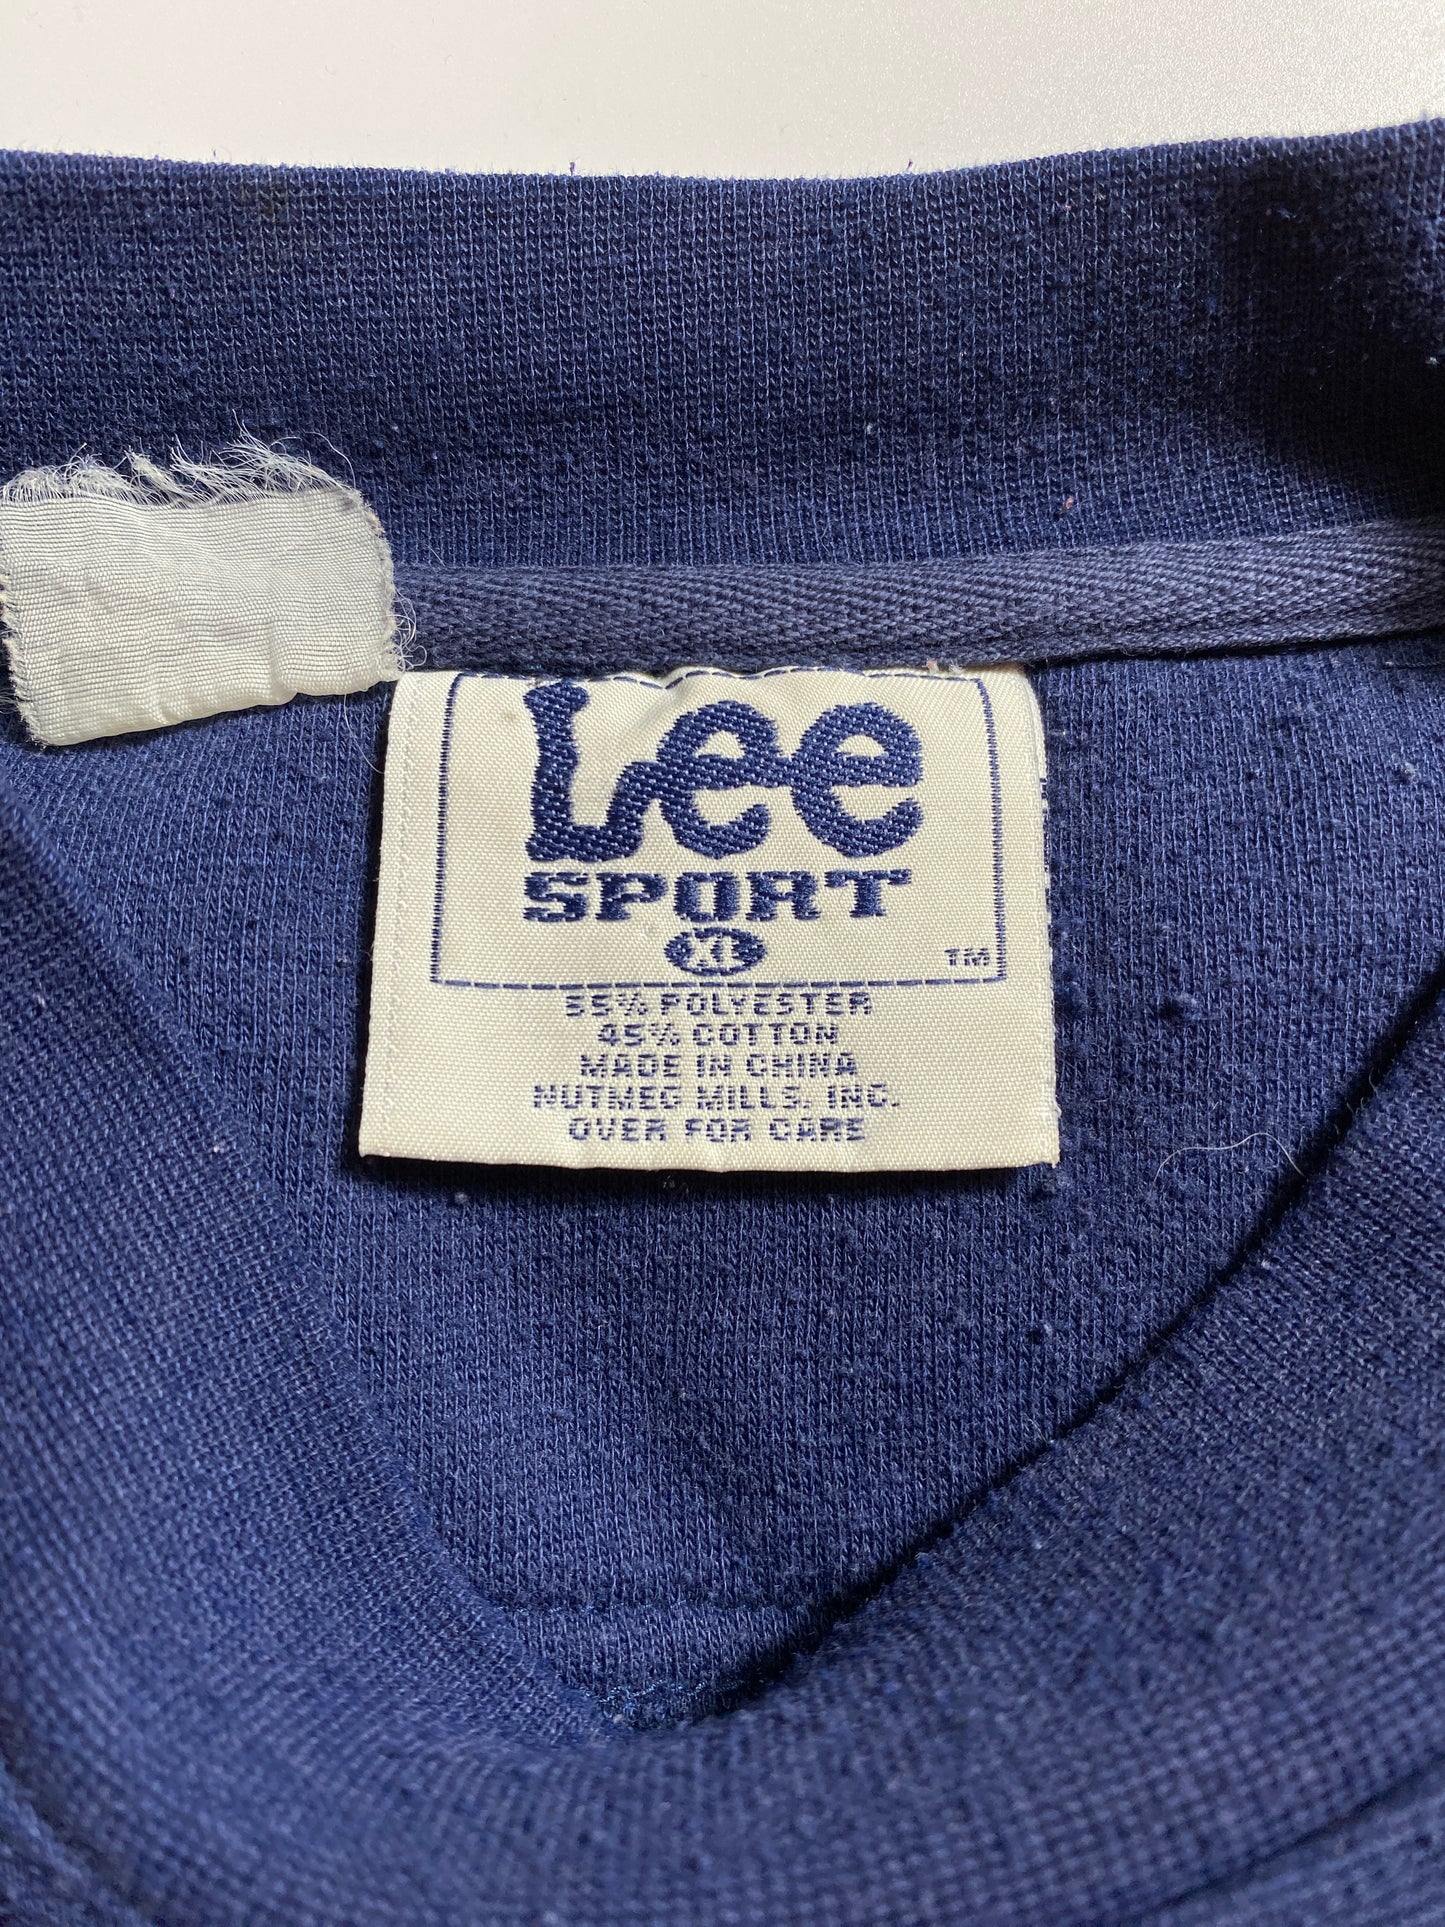 Lee
SPORT
XL
TM
55% POLYESTER
45% COTTON
MADE IN CHINA
NUTMEG MILLS, INC.
OVER FOR CARE